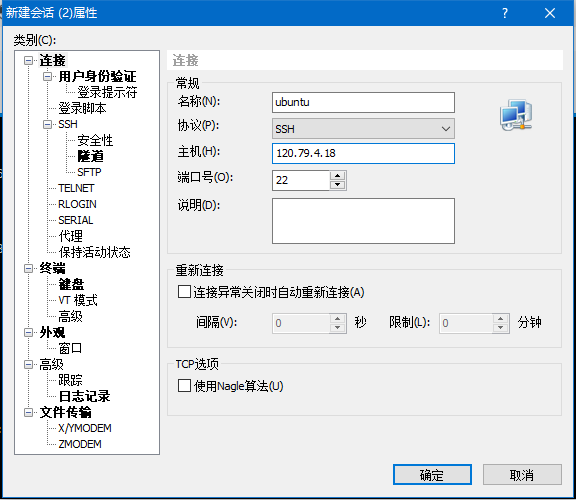 新建会话 (2)属性
?
类别(C):
连接
用户身份验证
登录提示符
登录脚本
SSH
安全性
隧道
SFTP
TELNET
RLOGIN
SERIAL
代理
保持活动状态
终端
键盘
VT 模式
高级
外观
窗口
高级
跟踪
日志记录
文件传输
X/YMODEM
ZMODEM
连接
常规
名称(N): ubuntu
协议(P): SSH
主机(H): 120.79.4.18
端口号(O): 22
说明(D):
重新连接
连接异常关闭时自动重新连接(A)
间隔(V): 0 秒 限制(L): 0 分钟
TCP选项
使用Nagle算法(U)
确定 取消